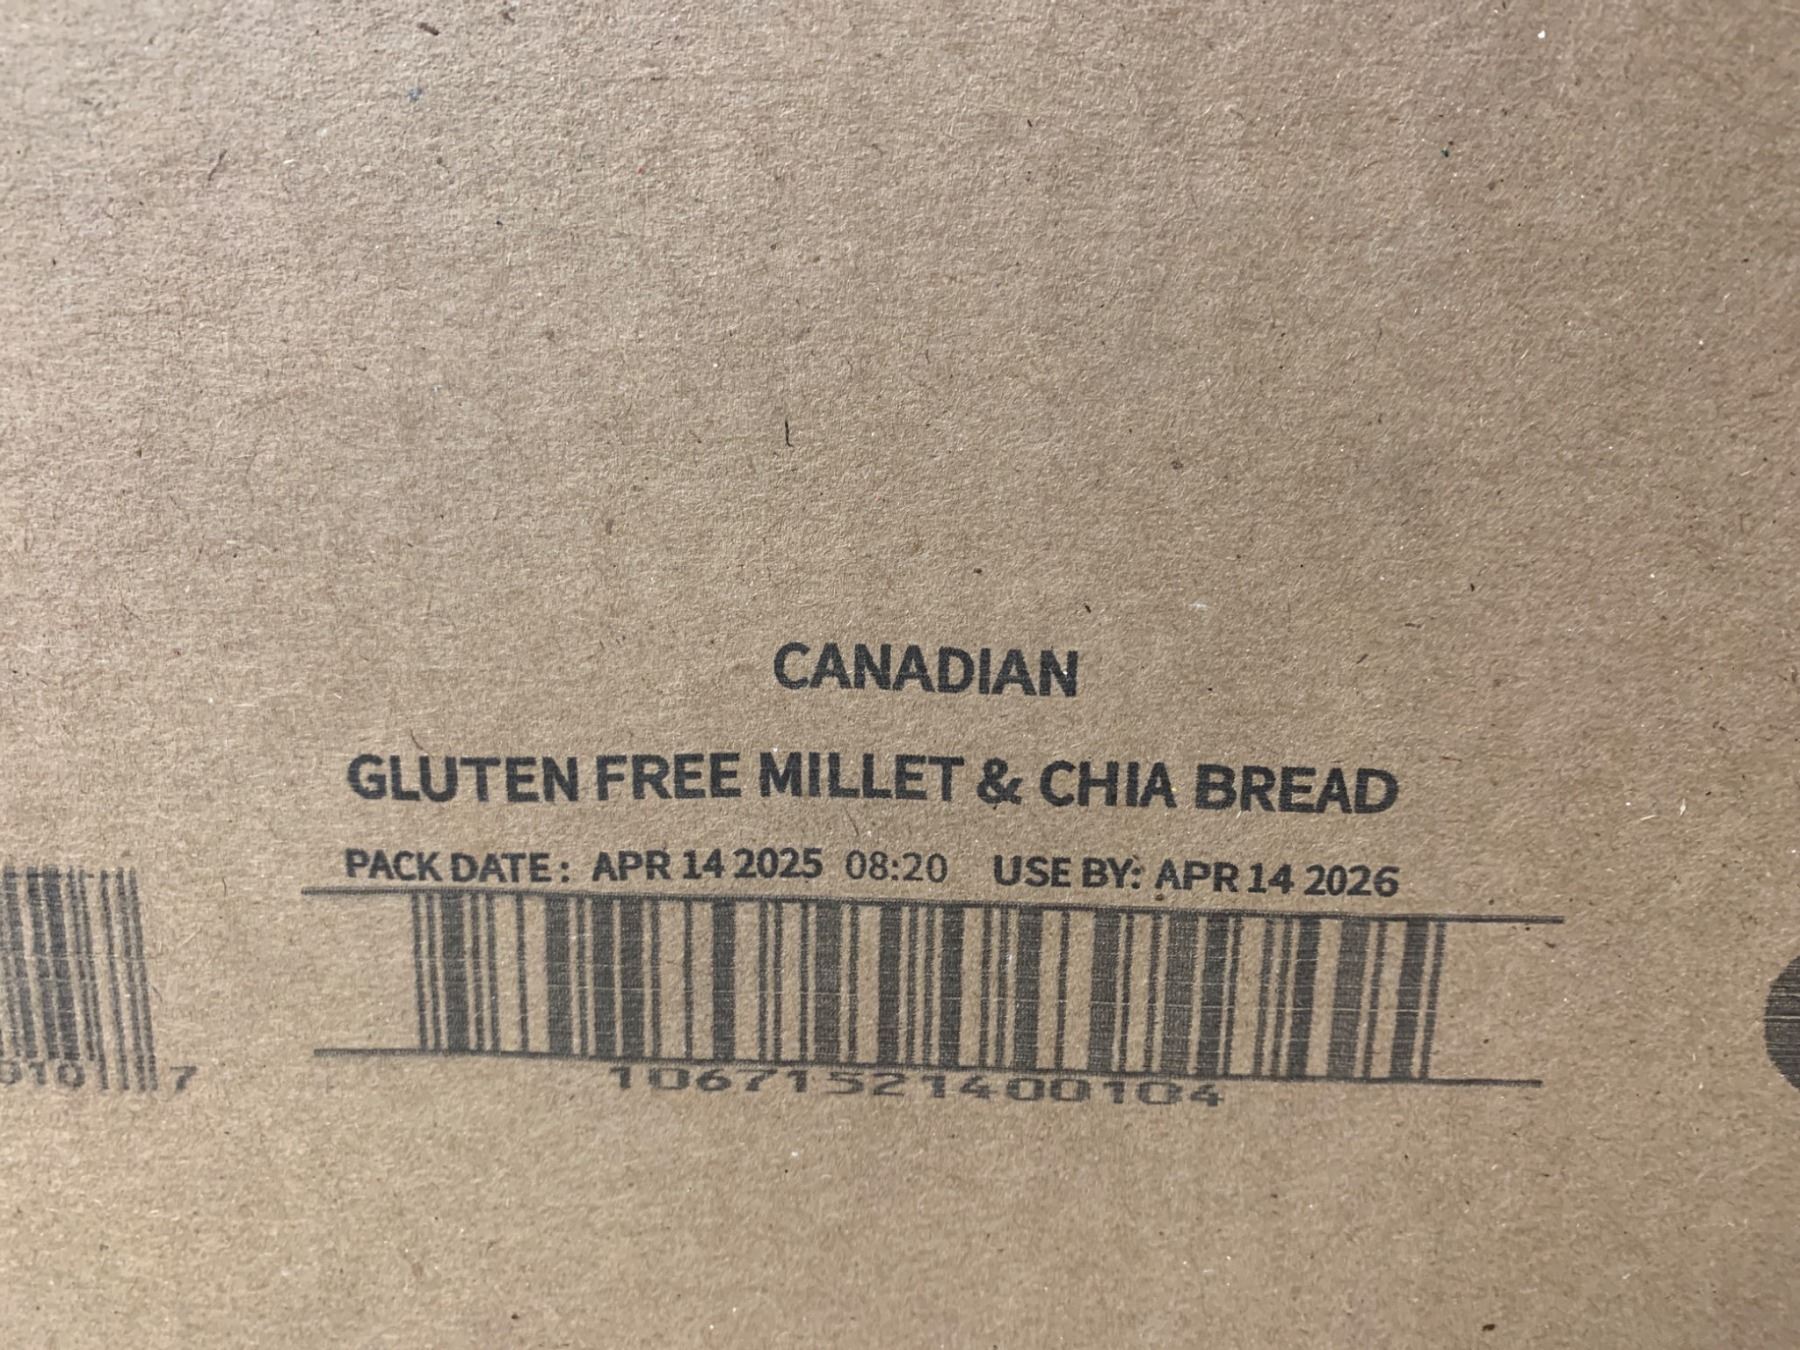 CANADIAN
GLUTEN FREE MILLET & CHIA BREAD
PACK DATE: APR 14 2025 08:20 USE BY: APR 14 2026
10671521400104
7